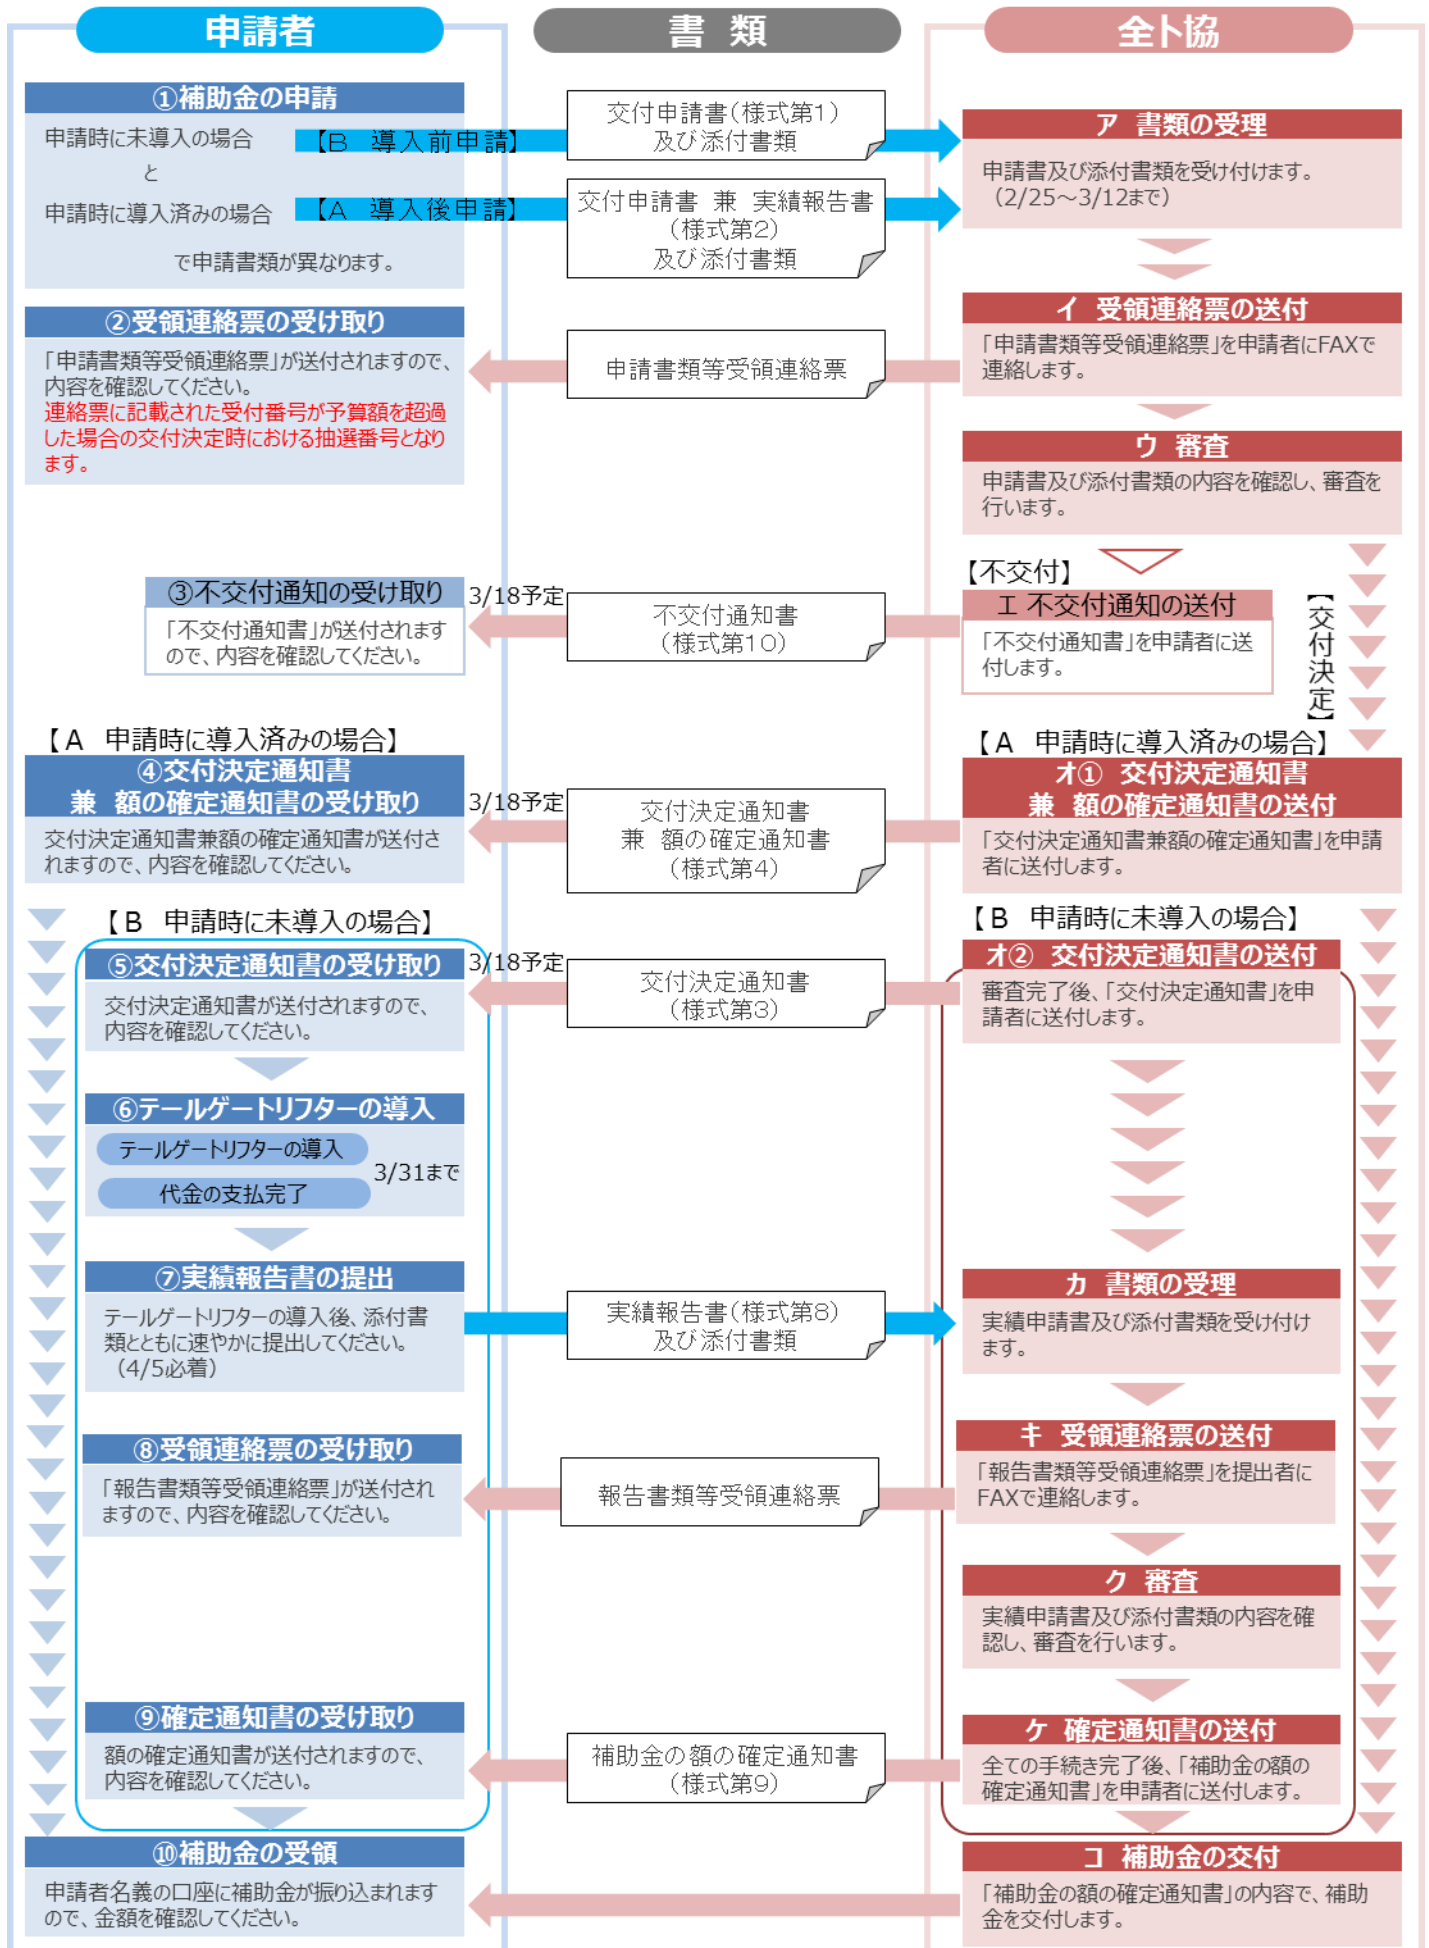 申請者
書 類
全ト協
①補助金の申請
申請時に未導入の場合
と
申請時に導入済みの場合
で申請書類が異なります。
【B 導入前申請】
【A 導入後申請】
交付申請書(様式第1)
及び添付書類
交付申請書 兼 実績報告書
(様式第2)
及び添付書類
ア 書類の受理
申請書及び添付書類を受け付けます。
(2/25～3/12まで)
②受領連絡票の受け取り
「申請書類等受領連絡票」が送付されますので、
内容を確認してください。
連絡票に記載された受付番号が予算額を超過
した場合の交付決定時における抽選番号となり
ます。
申請書類等受領連絡票
イ 受領連絡票の送付
「申請書類等受領連絡票」を申請者にFAXで
連絡します。
ウ 審査
申請書及び添付書類の内容を確認し、審査を
行います。
③不交付通知の受け取り
「不交付通知書」が送付されます
ので、内容を確認してください。
3/18予定
不交付通知書
(様式第10)
【不交付】
エ 不交付通知の送付
「不交付通知書」を申請者に送
付します。
【交付決定】
【A 申請時に導入済みの場合】
④交付決定通知書
兼 額の確定通知書の受け取り
交付決定通知書兼額の確定通知書が送付さ
れますので、内容を確認してください。
3/18予定
交付決定通知書
兼 額の確定通知書
(様式第4)
【A 申請時に導入済みの場合】
オ① 交付決定通知書
兼 額の確定通知書の送付
「交付決定通知書兼額の確定通知書」を申請
者に送付します。
【B 申請時に未導入の場合】
⑤交付決定通知書の受け取り
交付決定通知書が送付されますので、
内容を確認してください。
3/18予定
交付決定通知書
(様式第3)
【B 申請時に未導入の場合】
オ② 交付決定通知書の送付
審査完了後、「交付決定通知書」を申
請者に送付します。
⑥テールゲートリフターの導入
テールゲートリフターの導入
代金の支払完了
3/31まで
⑦実績報告書の提出
テールゲートリフターの導入後、添付書
類とともに速やかに提出してください。
(4/5必着)
実績報告書(様式第8)
及び添付書類
カ 書類の受理
実績申請書及び添付書類を受け付け
ます。
⑧受領連絡票の受け取り
「報告書類等受領連絡票」が送付され
ますので、内容を確認してください。
報告書類等受領連絡票
キ 受領連絡票の送付
「報告書類等受領連絡票」を提出者に
FAXで連絡します。
ク 審査
実績申請書及び添付書類の内容を確
認し、審査を行います。
⑨確定通知書の受け取り
額の確定通知書が送付されますので、
内容を確認してください。
補助金の額の確定通知書
(様式第9)
ケ 確定通知書の送付
全ての手続き完了後、「補助金の額の
確定通知書」を申請者に送付します。
⑩補助金の受領
申請者名義の口座に補助金が振り込まれます
ので、金額を確認してください。
コ 補助金の交付
「補助金の額の確定通知書」の内容で、補助
金を交付します。